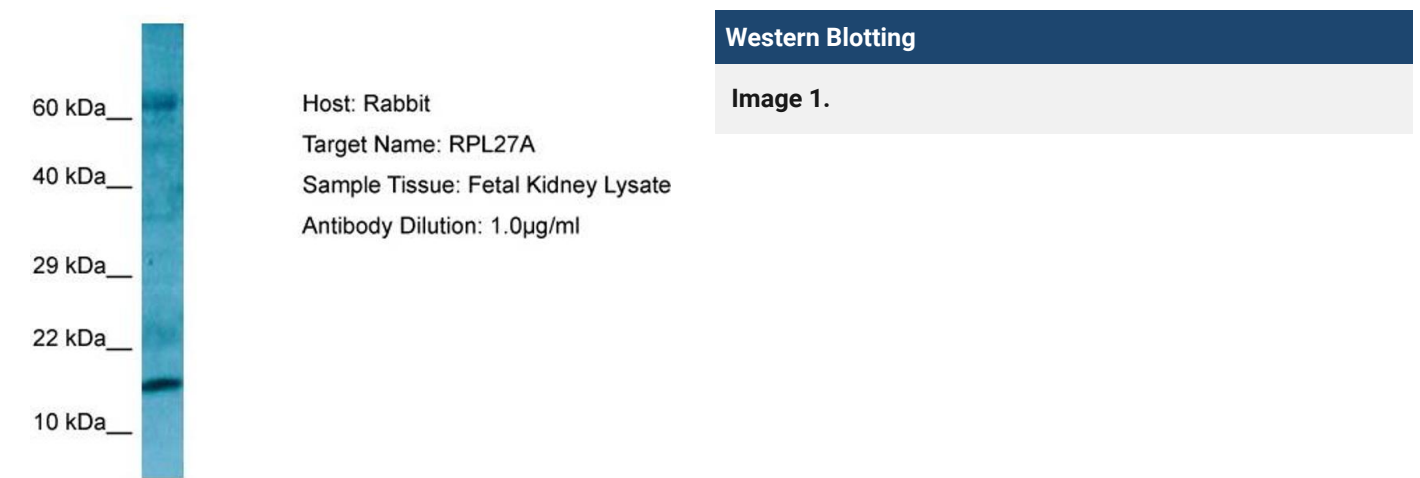 60 kDa__
40 kDa__
29 kDa__
22 kDa__
10 kDa__
Host: Rabbit
Target Name: RPL27A
Sample Tissue: Fetal Kidney Lysate
Antibody Dilution: 1.0µg/ml
Western Blotting
Image 1.